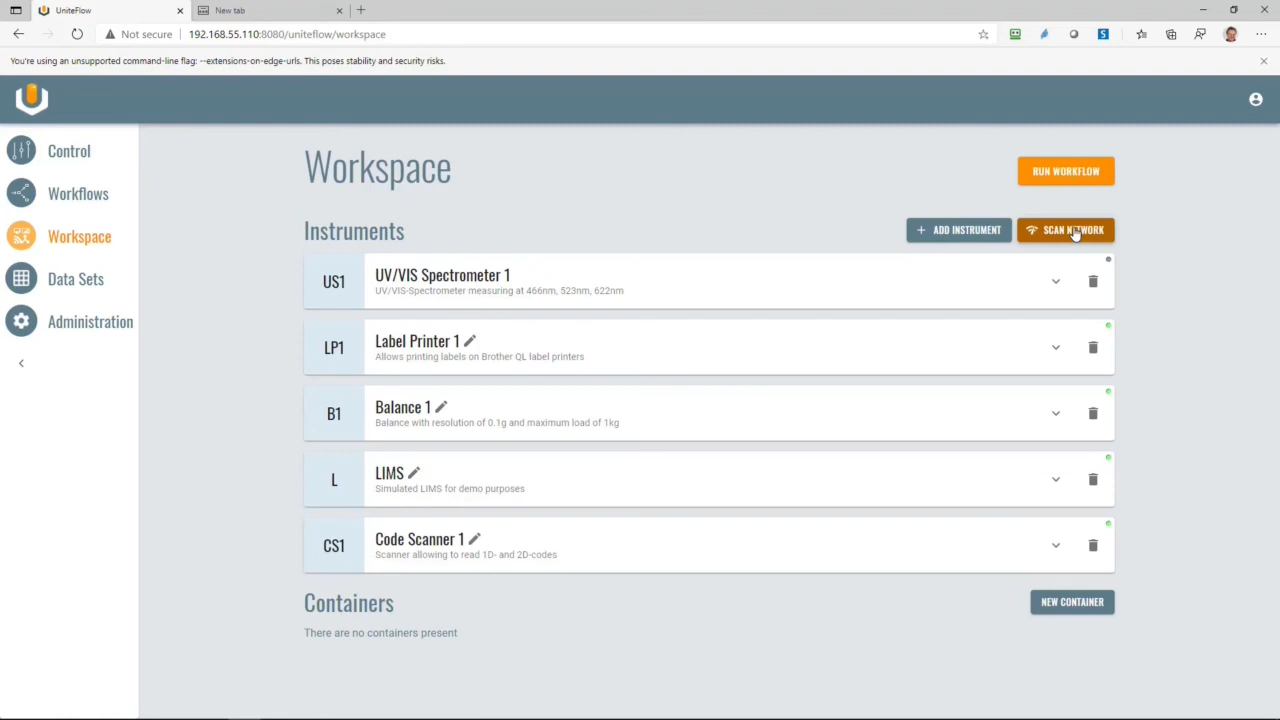 UniteFlow
New tab
Not secure
192.168.55.110:8080/uniteflow/workspace
You're using an unsupported command-line flag: --extensions-on-edge-urls. This poses stability and security risks.
Control
Workflows
Workspace
Data Sets
Administration
Workspace
RUN WORKFLOW
Instruments
ADD INSTRUMENT
SCAN NETWORK
US1
UV/VIS Spectrometer 1
UV/VIS-Spectrometer measuring at 466nm, 523nm, 622nm
LP1
Label Printer 1
Allows printing labels on Brother QL label printers
B1
Balance 1
Balance with resolution of 0.1g and maximum load of 1kg
L
LIMS
Simulated LIMS for demo purposes
CS1
Code Scanner 1
Scanner allowing to read 1D- and 2D-codes
Containers
NEW CONTAINER
There are no containers present